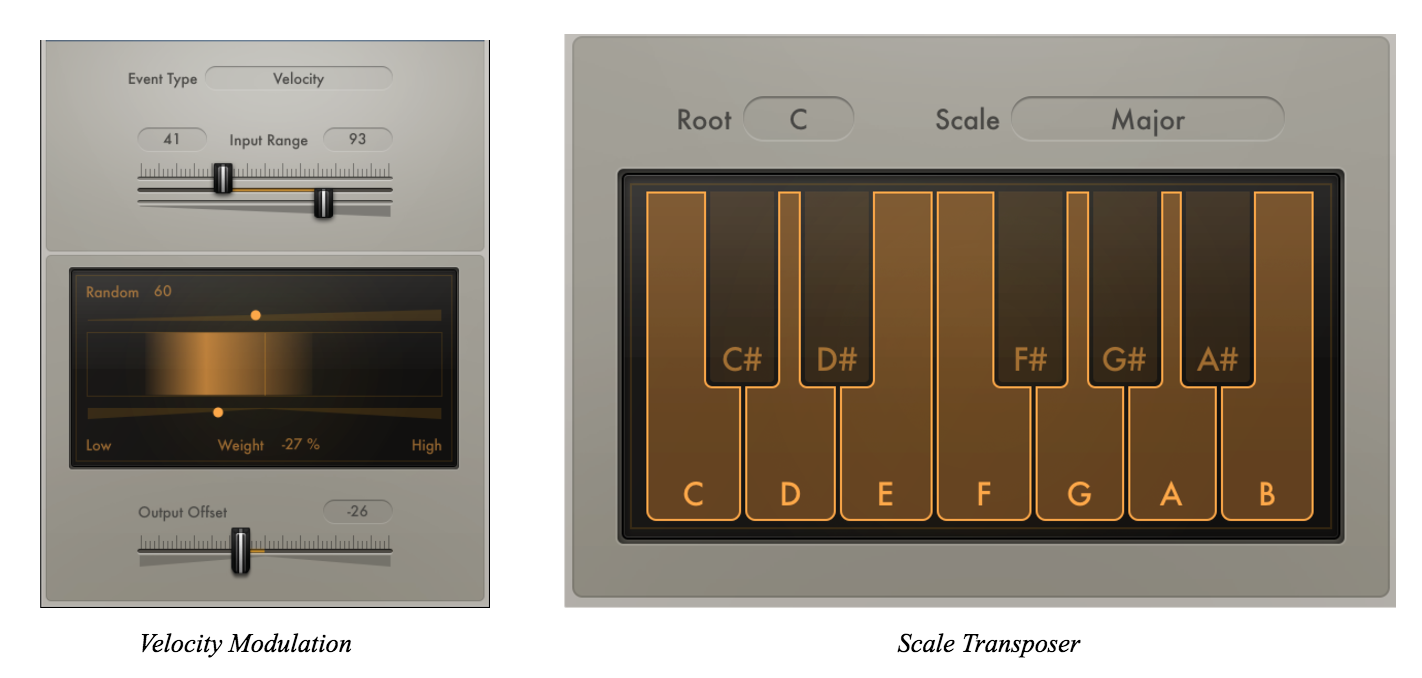 Event Type Velocity
41 Input Range 93
Random 60
Low Weight -27 % High
Output Offset -26
Velocity Modulation
Root C Scale Major
C# D# F# G# A#
C D E F G A B
Scale Transposer